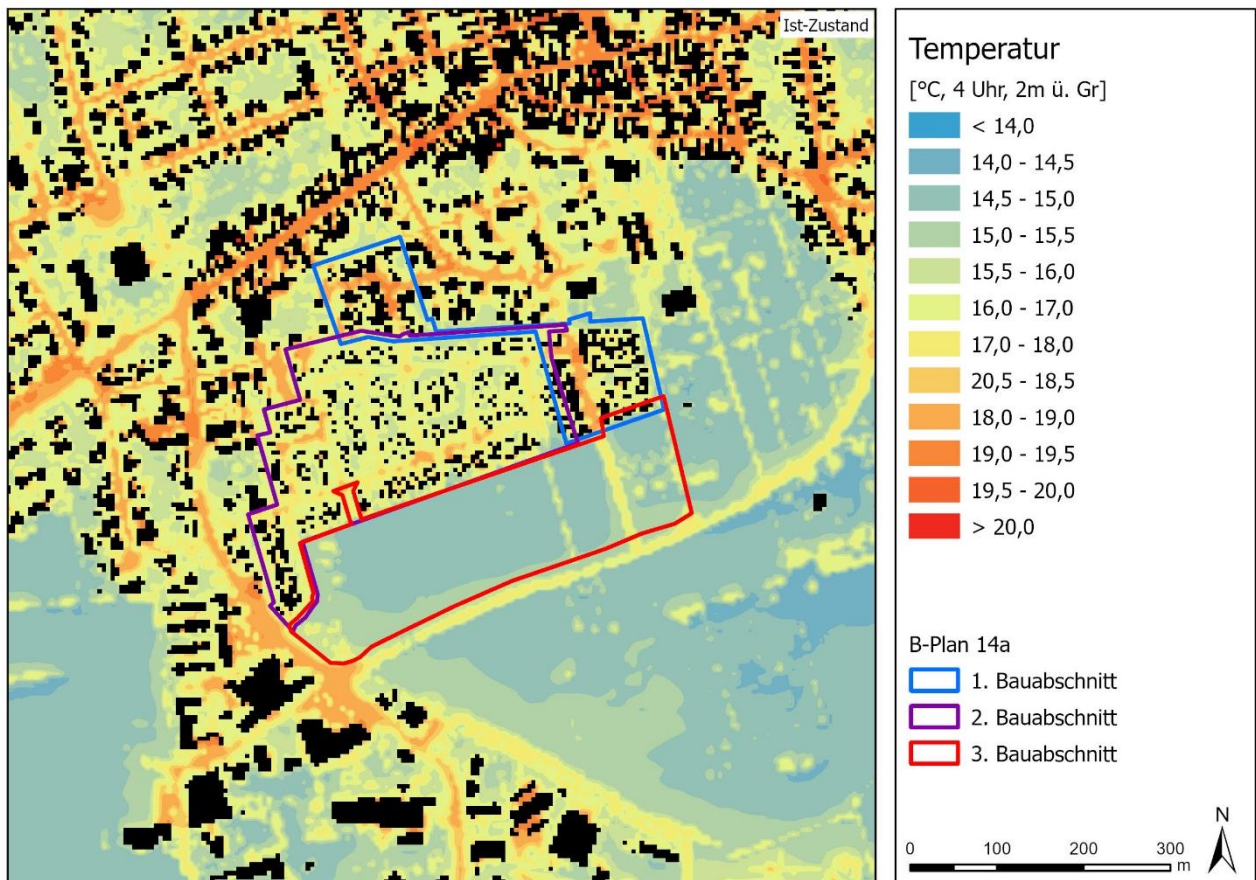 Ist-Zustand
Temperatur
[°C, 4 Uhr, 2m ü. Gr]
< 14,0
14,0 - 14,5
14,5 - 15,0
15,0 - 15,5
15,5 - 16,0
16,0 - 17,0
17,0 - 18,0
20,5 - 18,5
18,0 - 19,0
19,0 - 19,5
19,5 - 20,0
> 20,0
B-Plan 14a
1. Bauabschnitt
2. Bauabschnitt
3. Bauabschnitt
N
0 100 200 300
m